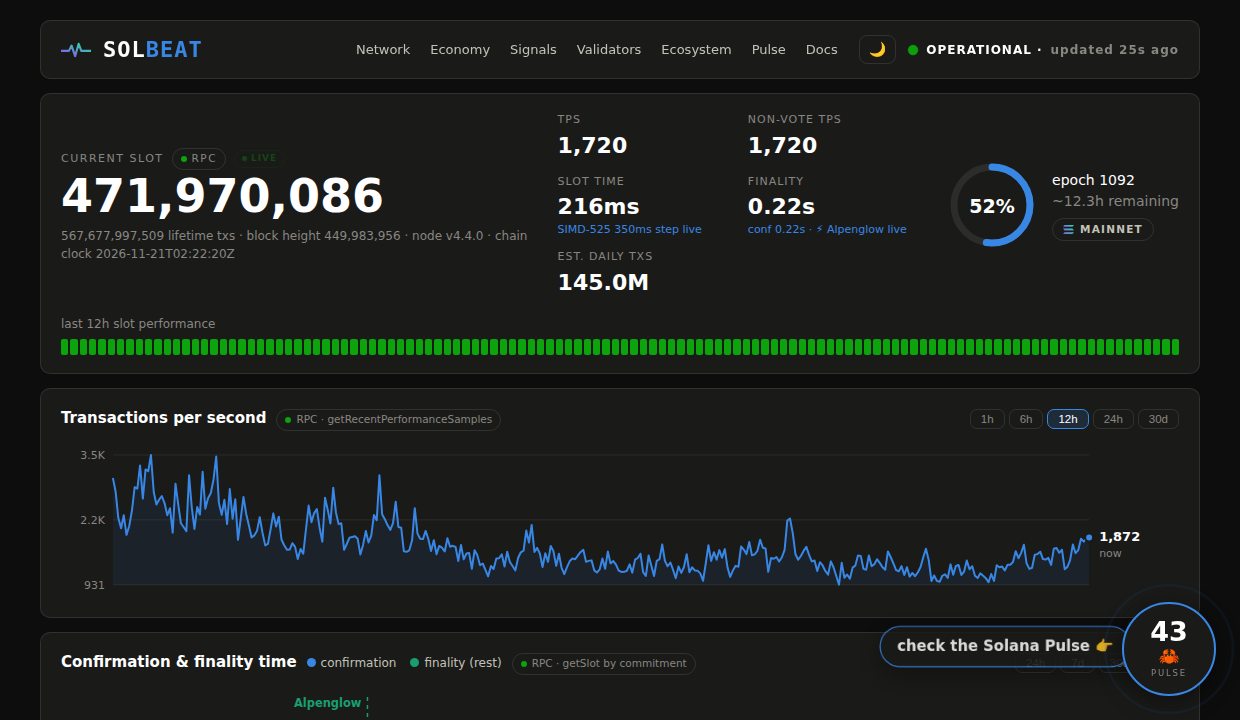 SOLBEAT
Network Economy Signals Validators Ecosystem Pulse Docs
OPERATIONAL · updated 25s ago
CURRENT SLOT RPC LIVE
471,970,086
567,677,997,509 lifetime txs · block height 449,983,956 · node v4.4.0 · chain
clock 2026-11-21T02:22:20Z
TPS
1,720
NON-VOTE TPS
1,720
SLOT TIME
216ms
SIMD-525 350ms step live
FINALITY
0.22s
conf 0.22s · ⚡ Alpenglow live
EST. DAILY TXS
145.0M
52%
epoch 1092
~12.3h remaining
MAINNET
last 12h slot performance
Transactions per second RPC · getRecentPerformanceSamples
1h 6h 12h 24h 30d
3.5K
2.2K
931
1,872
now
Confirmation & finality time confirmation finality (rest) RPC · getSlot by commitment
24h 7d
Alpenglow
check the Solana Pulse 👉
43
PULSE